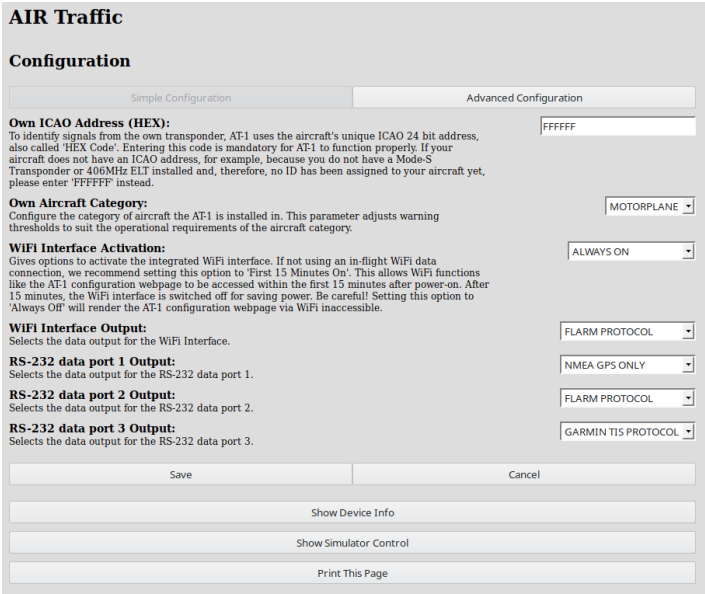 AIR Traffic
Configuration
Simple Configuration
Advanced Configuration
Own ICAO Address (HEX):
FFFFFF
To identify signals from the own transponder, AT-1 uses the aircraft's unique ICAO 24 bit address,
also called 'HEX Code'. Entering this code is mandatory for AT-1 to function properly. If your
aircraft does not have an ICAO address, for example, because you do not have a Mode-S
Transponder or 406MHz ELT installed and, therefore, no ID has been assigned to your aircraft yet,
please enter 'FFFFFF' instead.
Own Aircraft Category:
MOTORPLANE
Configure the category of aircraft the AT-1 is installed in. This parameter adjusts warning
thresholds to suit the operational requirements of the aircraft category.
WiFi Interface Activation:
ALWAYS ON
Gives options to activate the integrated WiFi interface. If not using an in-flight WiFi data
connection, we recommend setting this option to 'First 15 Minutes On'. This allows WiFi functions
like the AT-1 configuration webpage to be accessed within the first 15 minutes after power-on. After
15 minutes, the WiFi interface is switched off for saving power. Be careful! Setting this option to
'Always Off' will render the AT-1 configuration webpage via WiFi inaccessible.
WiFi Interface Output:
FLARM PROTOCOL
Selects the data output for the WiFi Interface.
RS-232 data port 1 Output:
NMEA GPS ONLY
Selects the data output for the RS-232 data port 1.
RS-232 data port 2 Output:
FLARM PROTOCOL
Selects the data output for the RS-232 data port 2.
RS-232 data port 3 Output:
GARMIN TIS PROTOCOL
Selects the data output for the RS-232 data port 3.
Save
Cancel
Show Device Info
Show Simulator Control
Print This Page